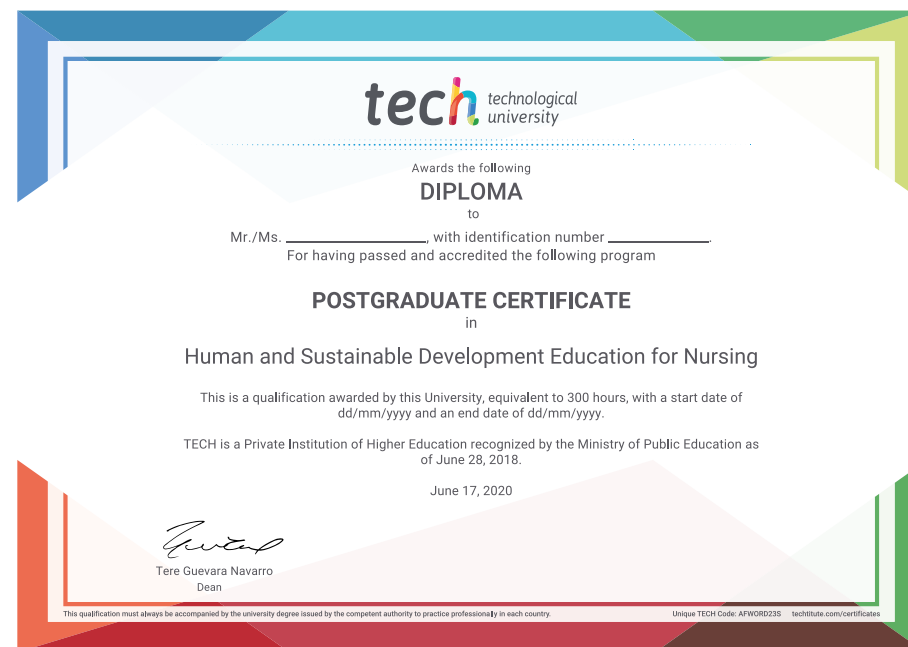 tech technological
university
Awards the following
DIPLOMA
to
Mr./Ms. ____________, with identification number ____________.
For having passed and accredited the following program
POSTGRADUATE CERTIFICATE
in
Human and Sustainable Development Education for Nursing
This is a qualification awarded by this University, equivalent to 300 hours, with a start date of
dd/mm/yyyy and an end date of dd/mm/yyyy.
TECH is a Private Institution of Higher Education recognized by the Ministry of Public Education as
of June 28, 2018.
June 17, 2020
Tere Guevara Navarro
Dean
This qualification must always be accompanied by the university degree issued by the competent authority to practice professionally in each country. Unique TECH Code: AFWORD23S techtitute.com/certificates